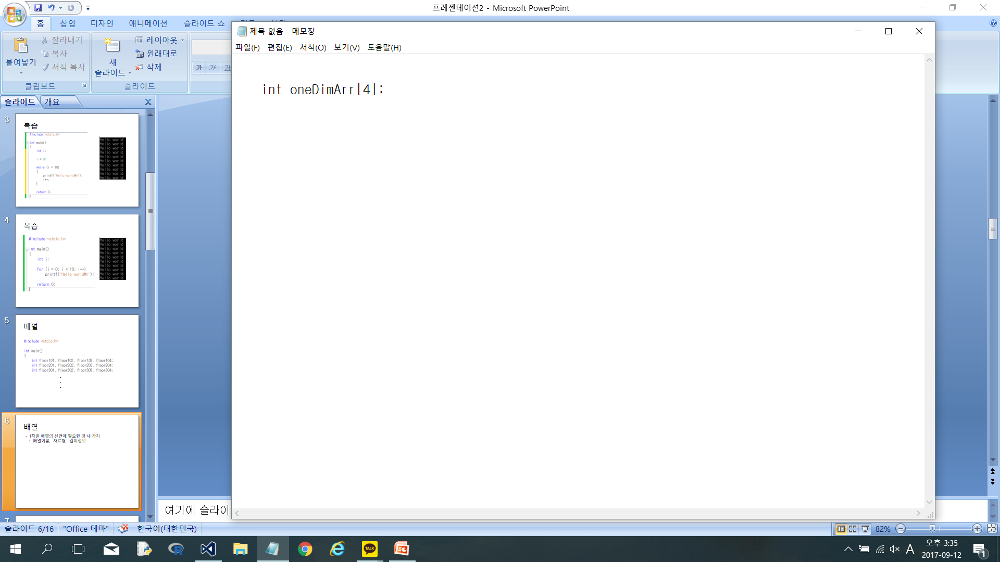 프레젠테이션2 - Microsoft PowerPoint
홈 삽입 디자인 애니메이션 슬라이드 쇼
붙여넣기
잘라내기
복사
서식 복사
클립보드
새
슬라이드
레이아웃
원래대로
삭제
슬라이드
가 가 가
슬라이드 개요
3
복습
#include <stdio.h>
int main()
{
int i;
i = 0;
while (i < 10)
{
printf("Hello world₩n");
i++;
}
return 0;
}
Hello world
Hello world
Hello world
Hello world
Hello world
Hello world
Hello world
Hello world
Hello world
Hello world
4
복습
#include <stdio.h>
int main()
{
int i;
for (i = 0; i < 10; i++)
printf("Hello world₩n");
return 0;
}
Hello world
Hello world
Hello world
Hello world
Hello world
Hello world
Hello world
Hello world
Hello world
Hello world
5
배열
#include <stdio.h>
int main()
{
int floor101, floor102, floor103, floor104;
int floor201, floor202, floor203, floor204;
int floor301, floor302, floor303, floor304;
6
배열
- 1차원 배열의 선언에 필요한 것 세 가지
: 배열이름, 자료형, 길이정보
7
제목 없음 - 메모장
파일(F) 편집(E) 서식(O) 보기(V) 도움말(H)
int oneDimArr[4];
여기에 슬라이
슬라이드 6/16 "Office 테마" 한국어(대한민국)
82%
TALK
A
오후 3:35
2017-09-12
1